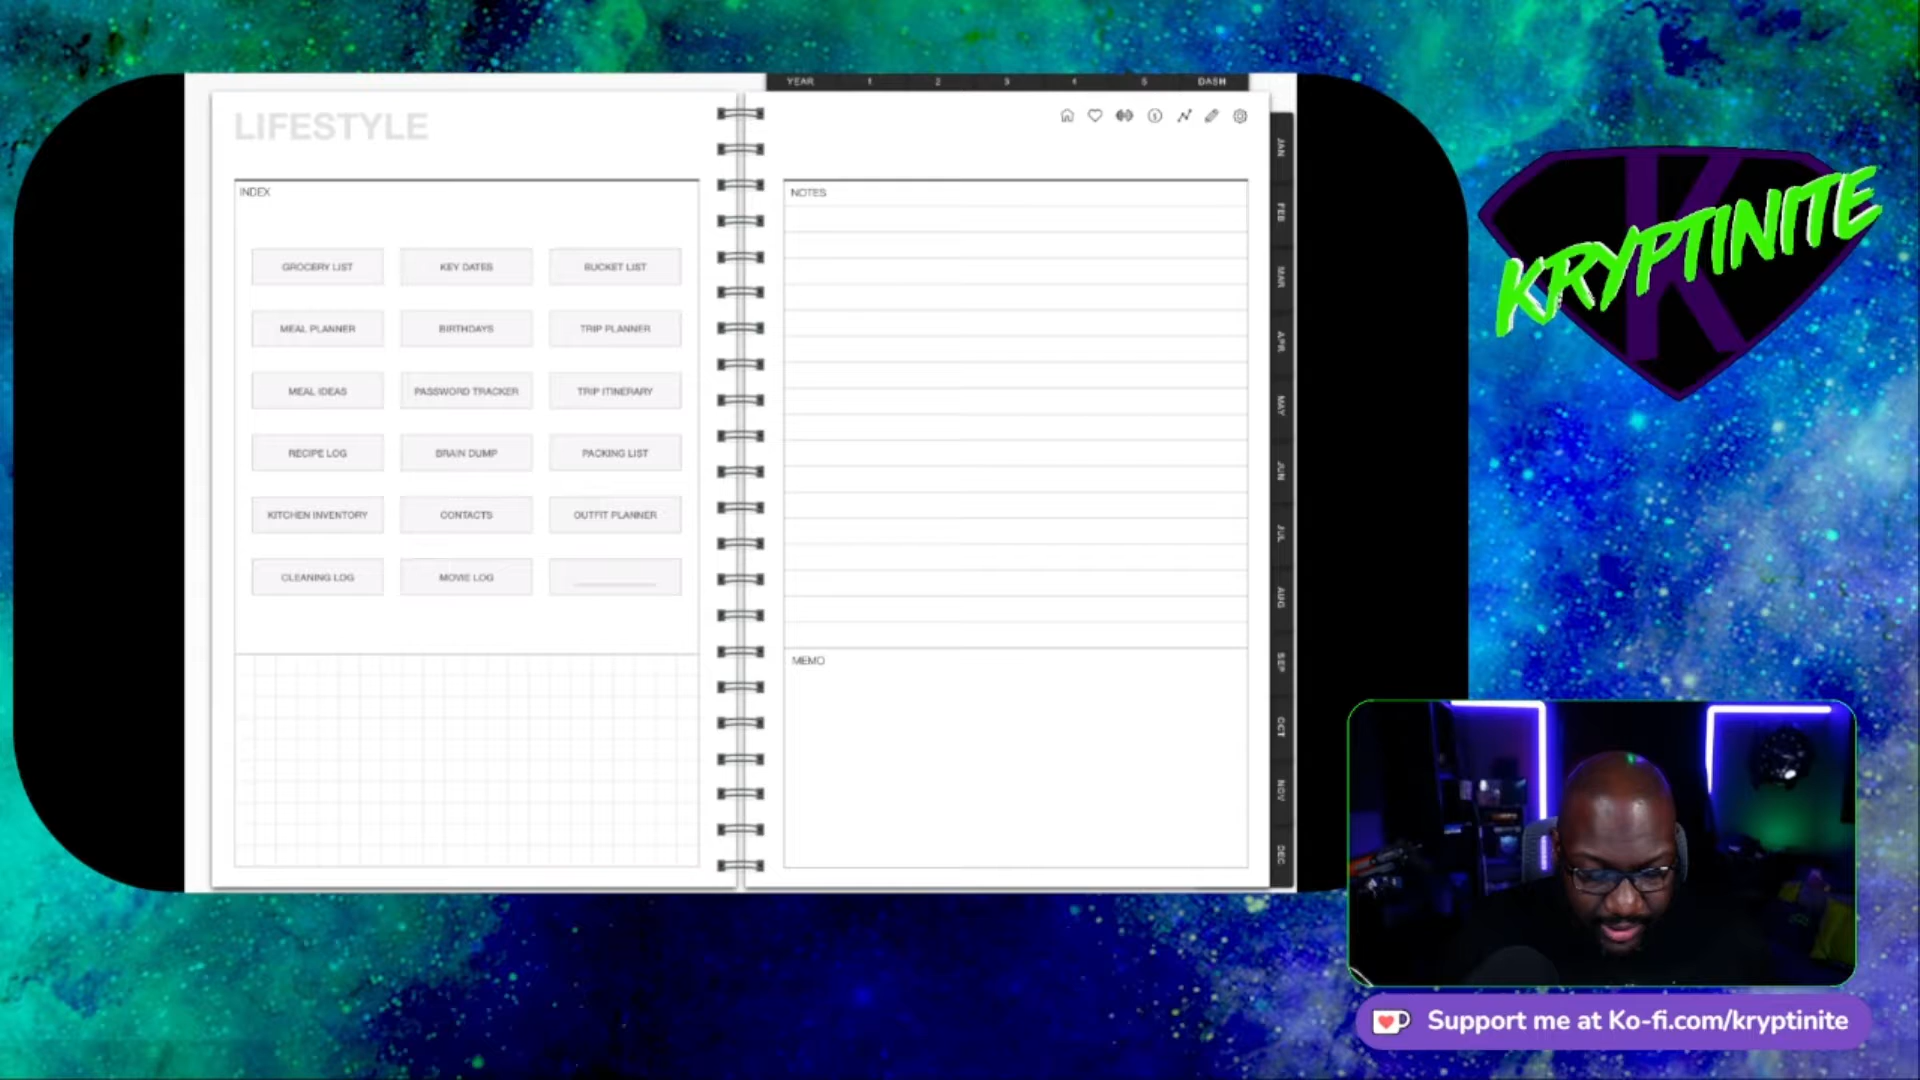 YEAR 1 2 3 4 5 DASH
LIFESTYLE
INDEX
GROCERY LIST KEY DATES BUCKET LIST
MEAL PLANNER BIRTHDAYS TRIP PLANNER
MEAL IDEAS PASSWORD TRACKER TRIP ITINERARY
RECIPE LOG BRAIN DUMP PACKING LIST
KITCHEN INVENTORY CONTACTS OUTFIT PLANNER
CLEANING LOG MOVIE LOG
NOTES
MEMO
JAN
FEB
MAR
APR
MAY
JUN
JUL
AUG
SEP
OCT
NOV
DEC
K
KRYPTINITE
Support me at Ko-fi.com/kryptinite